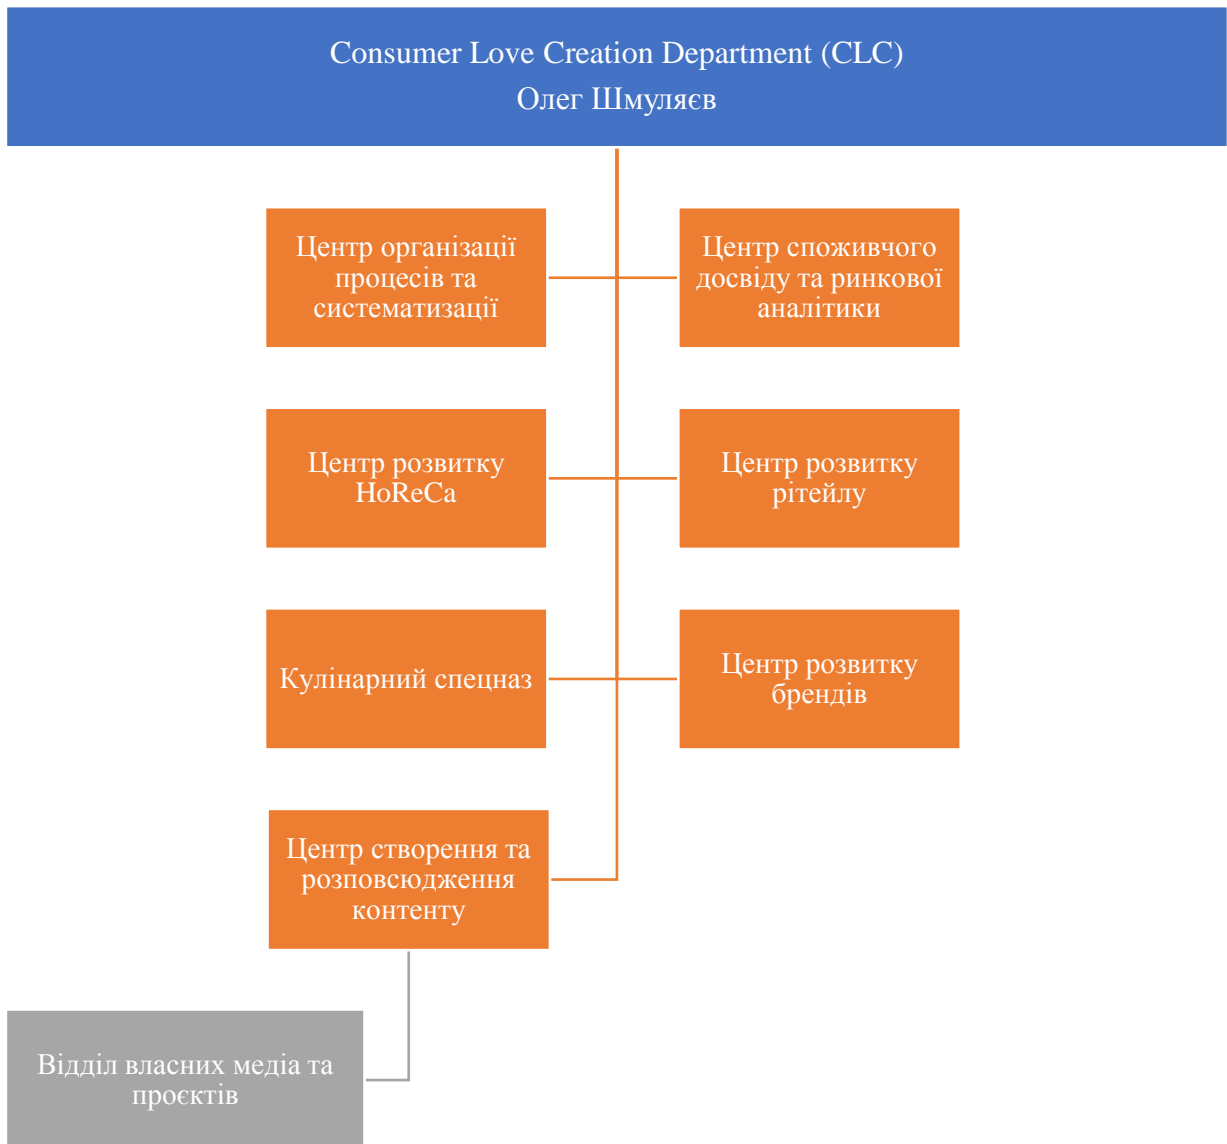 Consumer Love Creation Department (CLC)
Олег Шмуляєв
Центр організації
процесів та
систематизації
Центр споживчого
досвіду та ринкової
аналітики
Центр розвитку
HoReCa
Центр розвитку
рітейлу
Кулінарний спецназ
Центр розвитку
брендів
Центр створення та
розповсюдження
контенту
Відділ власних медіа та
проєктів